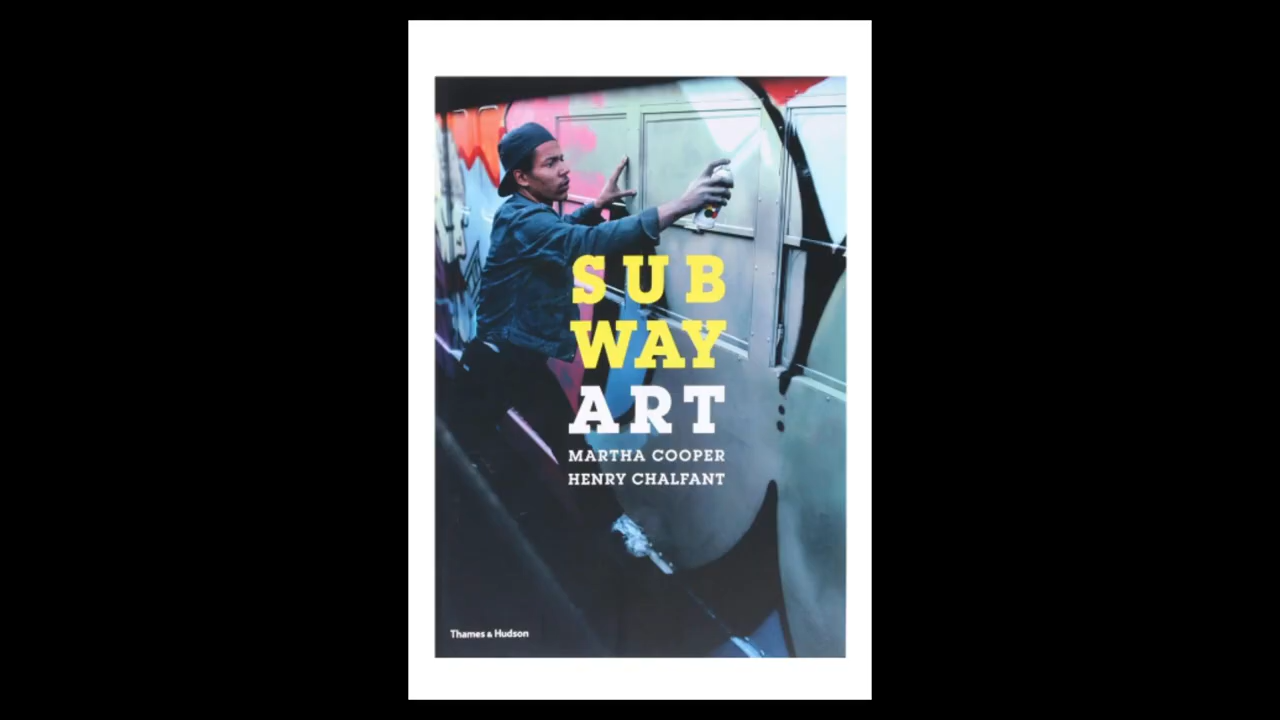 SUB
WAY
ART
MARTHA COOPER
HENRY CHALFANT
Thames & Hudson